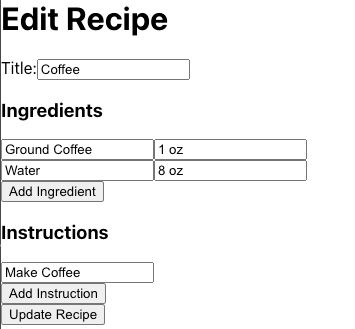 Edit Recipe
Title: Coffee
Ingredients
Ground Coffee 1 oz
Water 8 oz
Add Ingredient
Instructions
Make Coffee
Add Instruction
Update Recipe